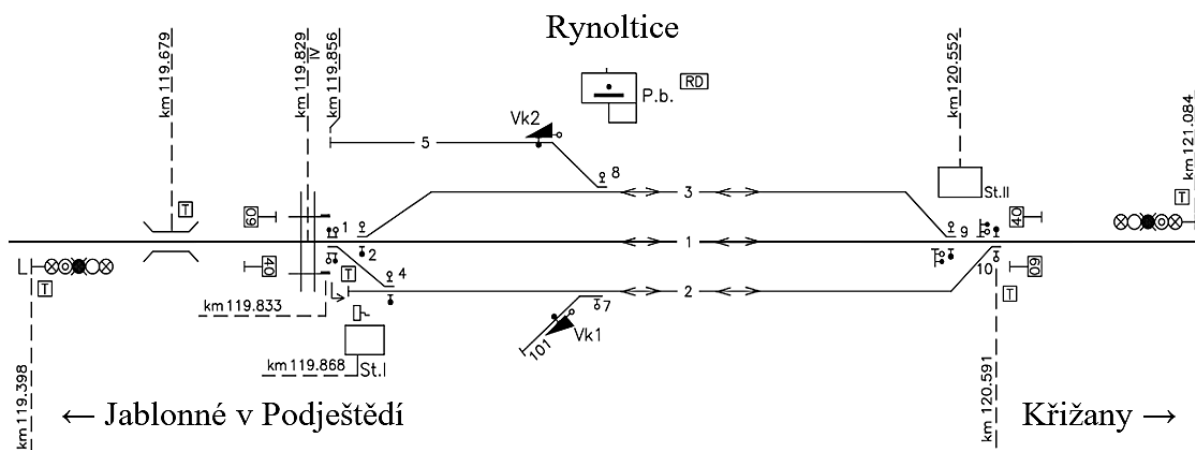 Rynoltice
km 119.679
km 119.829
IV
km 119.856
Vk2
P.b.
RD
km 120.552
km 121.084
5
8
T
60
1
3
St.II
40
T
9
1
L
T
40
2
T
4
2
10
60
T
km 119.833
7
Vk1
101
km 119.868
St.I
km 119.398
km 120.591
← Jablonné v Podještědí
Křižany →